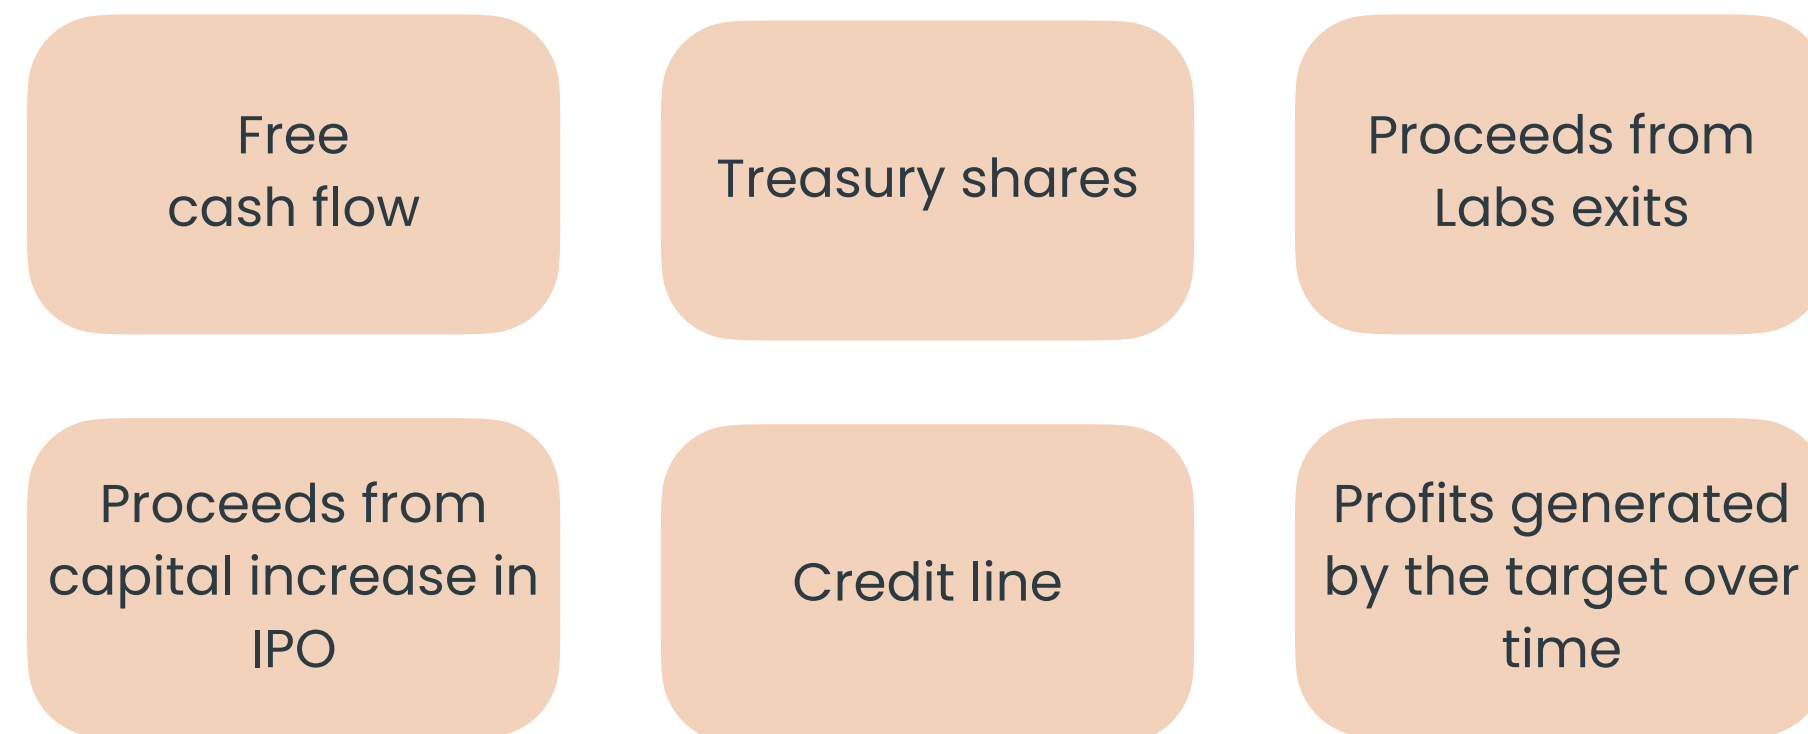 Free
cash flow
Treasury shares
Proceeds from
Labs exits
Proceeds from
capital increase in
IPO
Credit line
Profits generated
by the target over
time